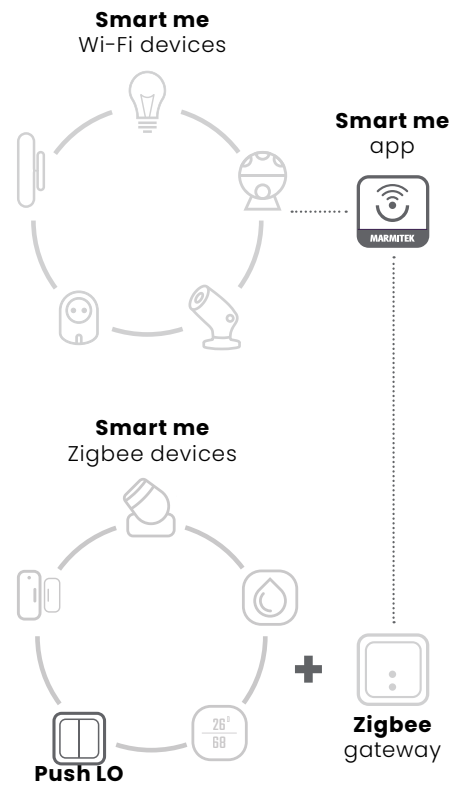 Smart me
Wi-Fi devices
Smart me
app
MARMITEK
Smart me
Zigbee devices
26°
68
Zigbee
gateway
Push LO